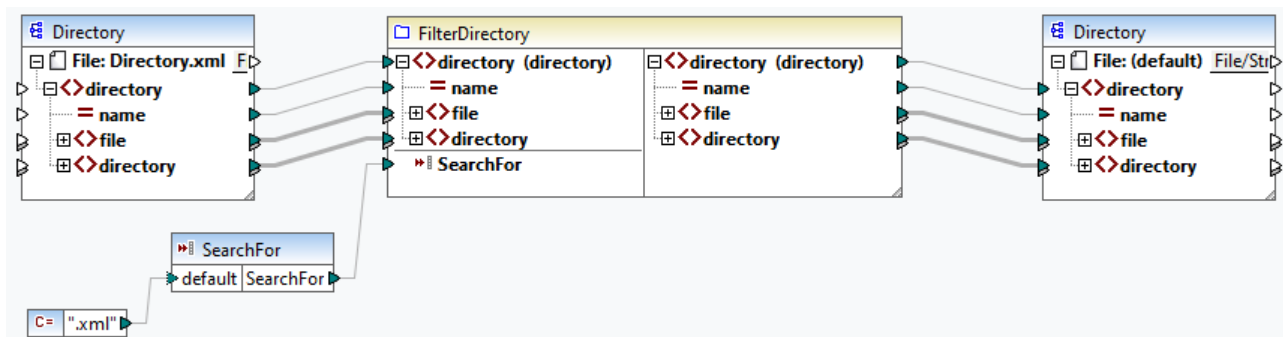 Directory
File: Directory.xml F
directory
name
file
directory
FilterDirectory
directory (directory)
name
file
directory
SearchFor
directory (directory)
name
file
directory
Directory
File: (default) File/Str
directory
name
file
directory
SearchFor
default SearchFor
C= ".xml"